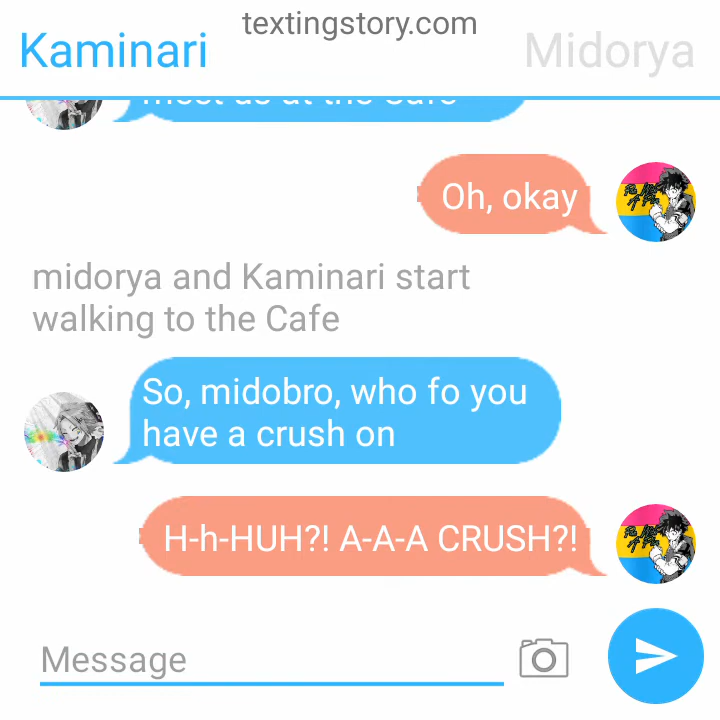 textingstory.com
Kaminari
Midorya
Oh, okay
midorya and Kaminari start
walking to the Cafe
So, midobro, who fo you
have a crush on
H-h-HUH?! A-A-A CRUSH?!
Message